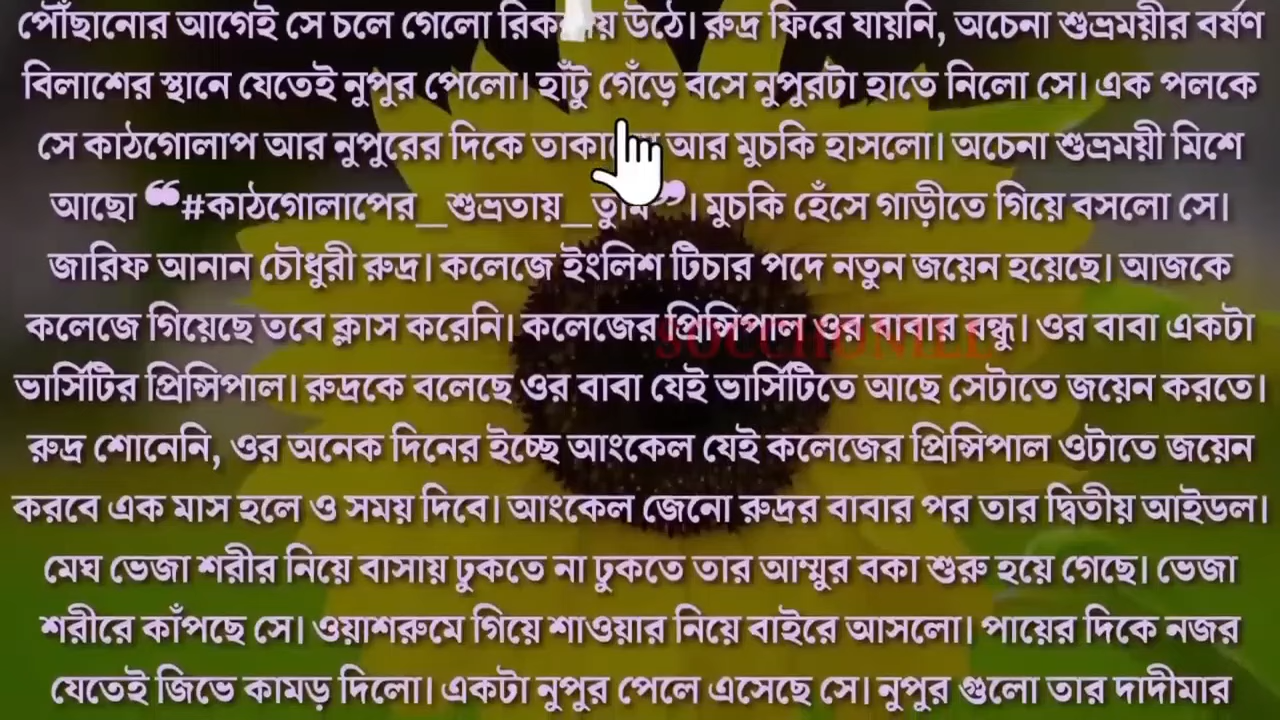 পৌঁছানোর আগেই সে চলে গেলো উঠে। রুদ্র ফিরে যায়নি, অচেনা শুভ্রময়ীর বর্ষণ
বিলাশের স্থানে যেতেই নুপুর পেলো। হাঁটু গেঁড়ে বসে নুপুরটা হাতে নিলো সে। এক পলকে
সে কাঠগোলাপ আর নুপুরের দিকে আর মুচকি হাসলো। অচেনা শুভ্রময়ী মিশে
আছো ❝#কাঠগোলাপের_শুভ্রতায়_তুমি❞। মুচকি হেঁসে গাড়ীতে গিয়ে বসলো সে।
জারিফ আনান চৌধুরী রুদ্র। কলেজে ইংলিশ টিচার পদে নতুন জয়েন হয়েছে। আজকে
কলেজে গিয়েছে তবে ক্লাস করেনি। কলেজের প্রিন্সিপাল ওর বাবার বন্ধু। ওর বাবা একটা
ভার্সিটির প্রিন্সিপাল। রুদ্রকে বলেছে ওর বাবা যেই ভার্সিটিতে আছে সেটাতে জয়েন করতে।
রুদ্র শোনেনি, ওর অনেক দিনের ইচ্ছে আংকেল যেই কলেজের প্রিন্সিপাল ওটাতে জয়েন
করবে এক মাস হলে ও সময় দিবে। আংকেল জেনো রুদ্রর বাবার পর তার দ্বিতীয় আইডল।
মেঘ ভেজা শরীর নিয়ে বাসায় ঢুকতে না ঢুকতে তার আম্মুর বকা শুরু হয়ে গেছে। ভেজা
শরীরে কাঁপছে সে। ওয়াশরুমে গিয়ে শাওয়ার নিয়ে বাইরে আসলো। পায়ের দিকে নজর
যেতেই জিভে কামড় দিলো। একটা নুপুর পেলে এসেছে সে। নুপুর গুলো তার দাদীমার